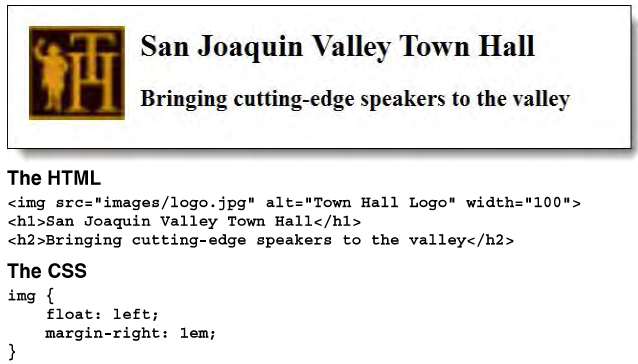 TH
San Joaquin Valley Town Hall
Bringing cutting-edge speakers to the valley
The HTML
<img src="images/logo.jpg" alt="Town Hall Logo" width="100">
<h1>San Joaquin Valley Town Hall</h1>
<h2>Bringing cutting-edge speakers to the valley</h2>
The CSS
img {
    float: left;
    margin-right: 1em;
}